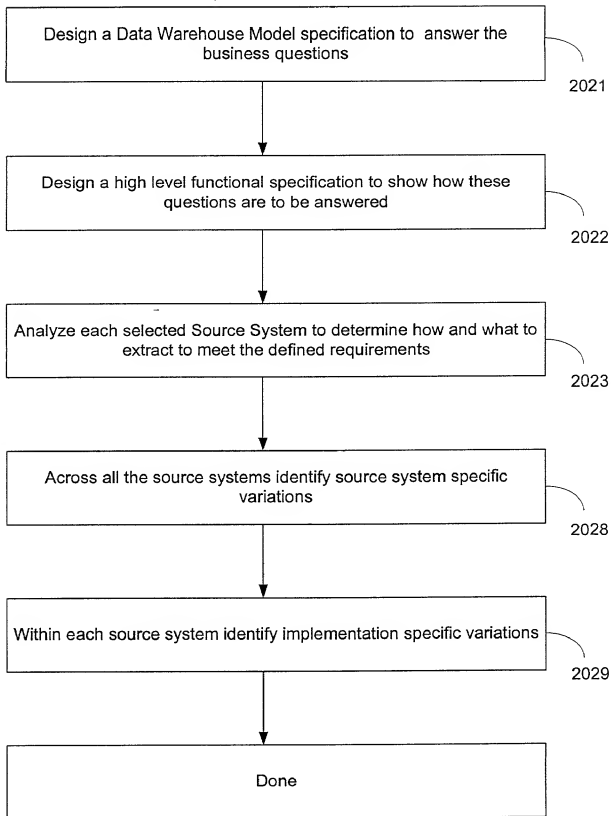 Design a Data Warehouse Model specification to answer the
business questions
2021
Design a high level functional specification to show how these
questions are to be answered
2022
Analyze each selected Source System to determine how and what to
extract to meet the defined requirements
2023
Across all the source systems identify source system specific
variations
2028
Within each source system identify implementation specific variations
2029
Done